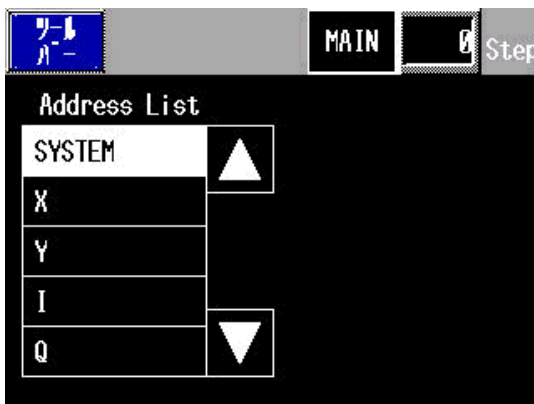 ツール
バー
MAIN
0
Step
Address List
SYSTEM
X
Y
I
Q